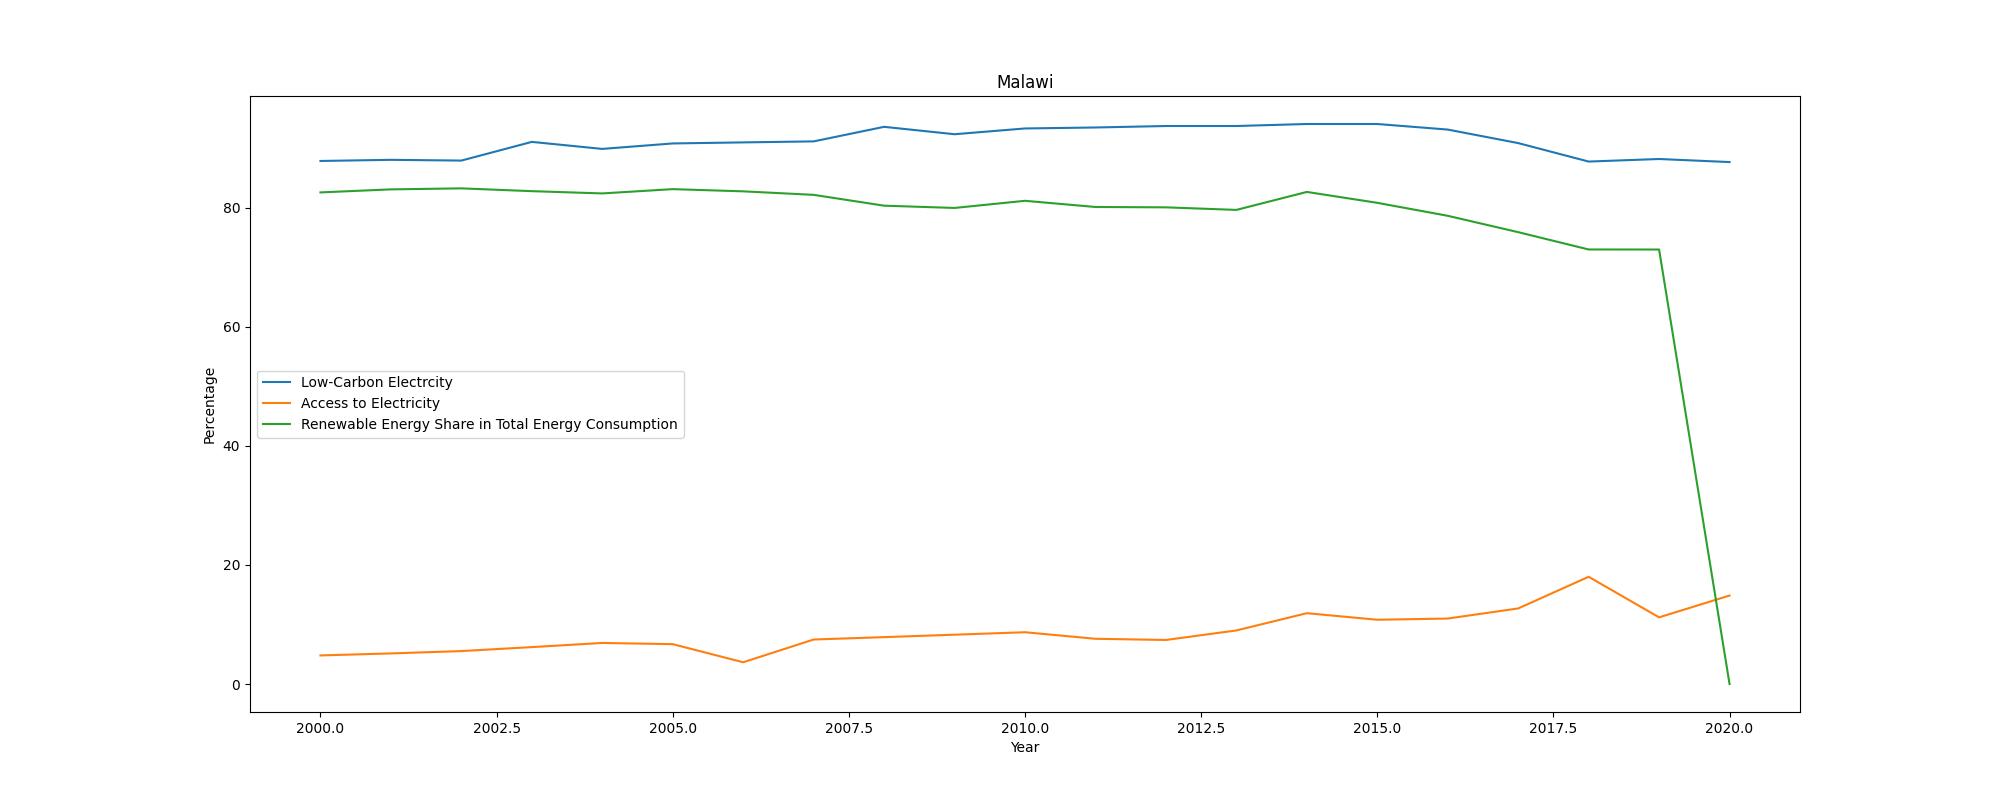 Malawi
Percentage
80
60
40
20
0
Low-Carbon Electrcity
Access to Electricity
Renewable Energy Share in Total Energy Consumption
2000.0 2002.5 2005.0 2007.5 2010.0 2012.5 2015.0 2017.5 2020.0
Year